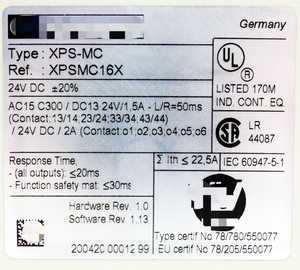 Germany
Type : XPS-MC
Ref. : XPSMC16X
24V DC ±20%
AC15 C300 / DC13 24V/1,5A - L/R=50ms
(Contact:13/14;23/24;33/34;43/44)
/ 24V DC / 2A (Contact o1;o2;o3;o4;o5;o6
UL
LISTED 170M
IND. CONT. EQ.
LR
44087
Response Time,
- (all outputs): ≤20ms
- Function safety mat: ≤30ms
Σ Ith ≤ 22,5A
IEC 60947-5-1
Hardware Rev. 1.0
Software Rev. 1.13
200420 00012 99
Type certif No 78/780/550077
EU certif No 78/205/550077